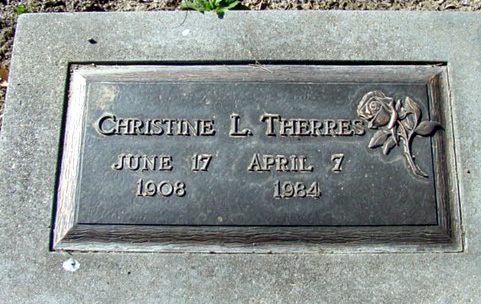 CHRISTINE L. THERRES
JUNE 17 APRIL 7
1908 1984